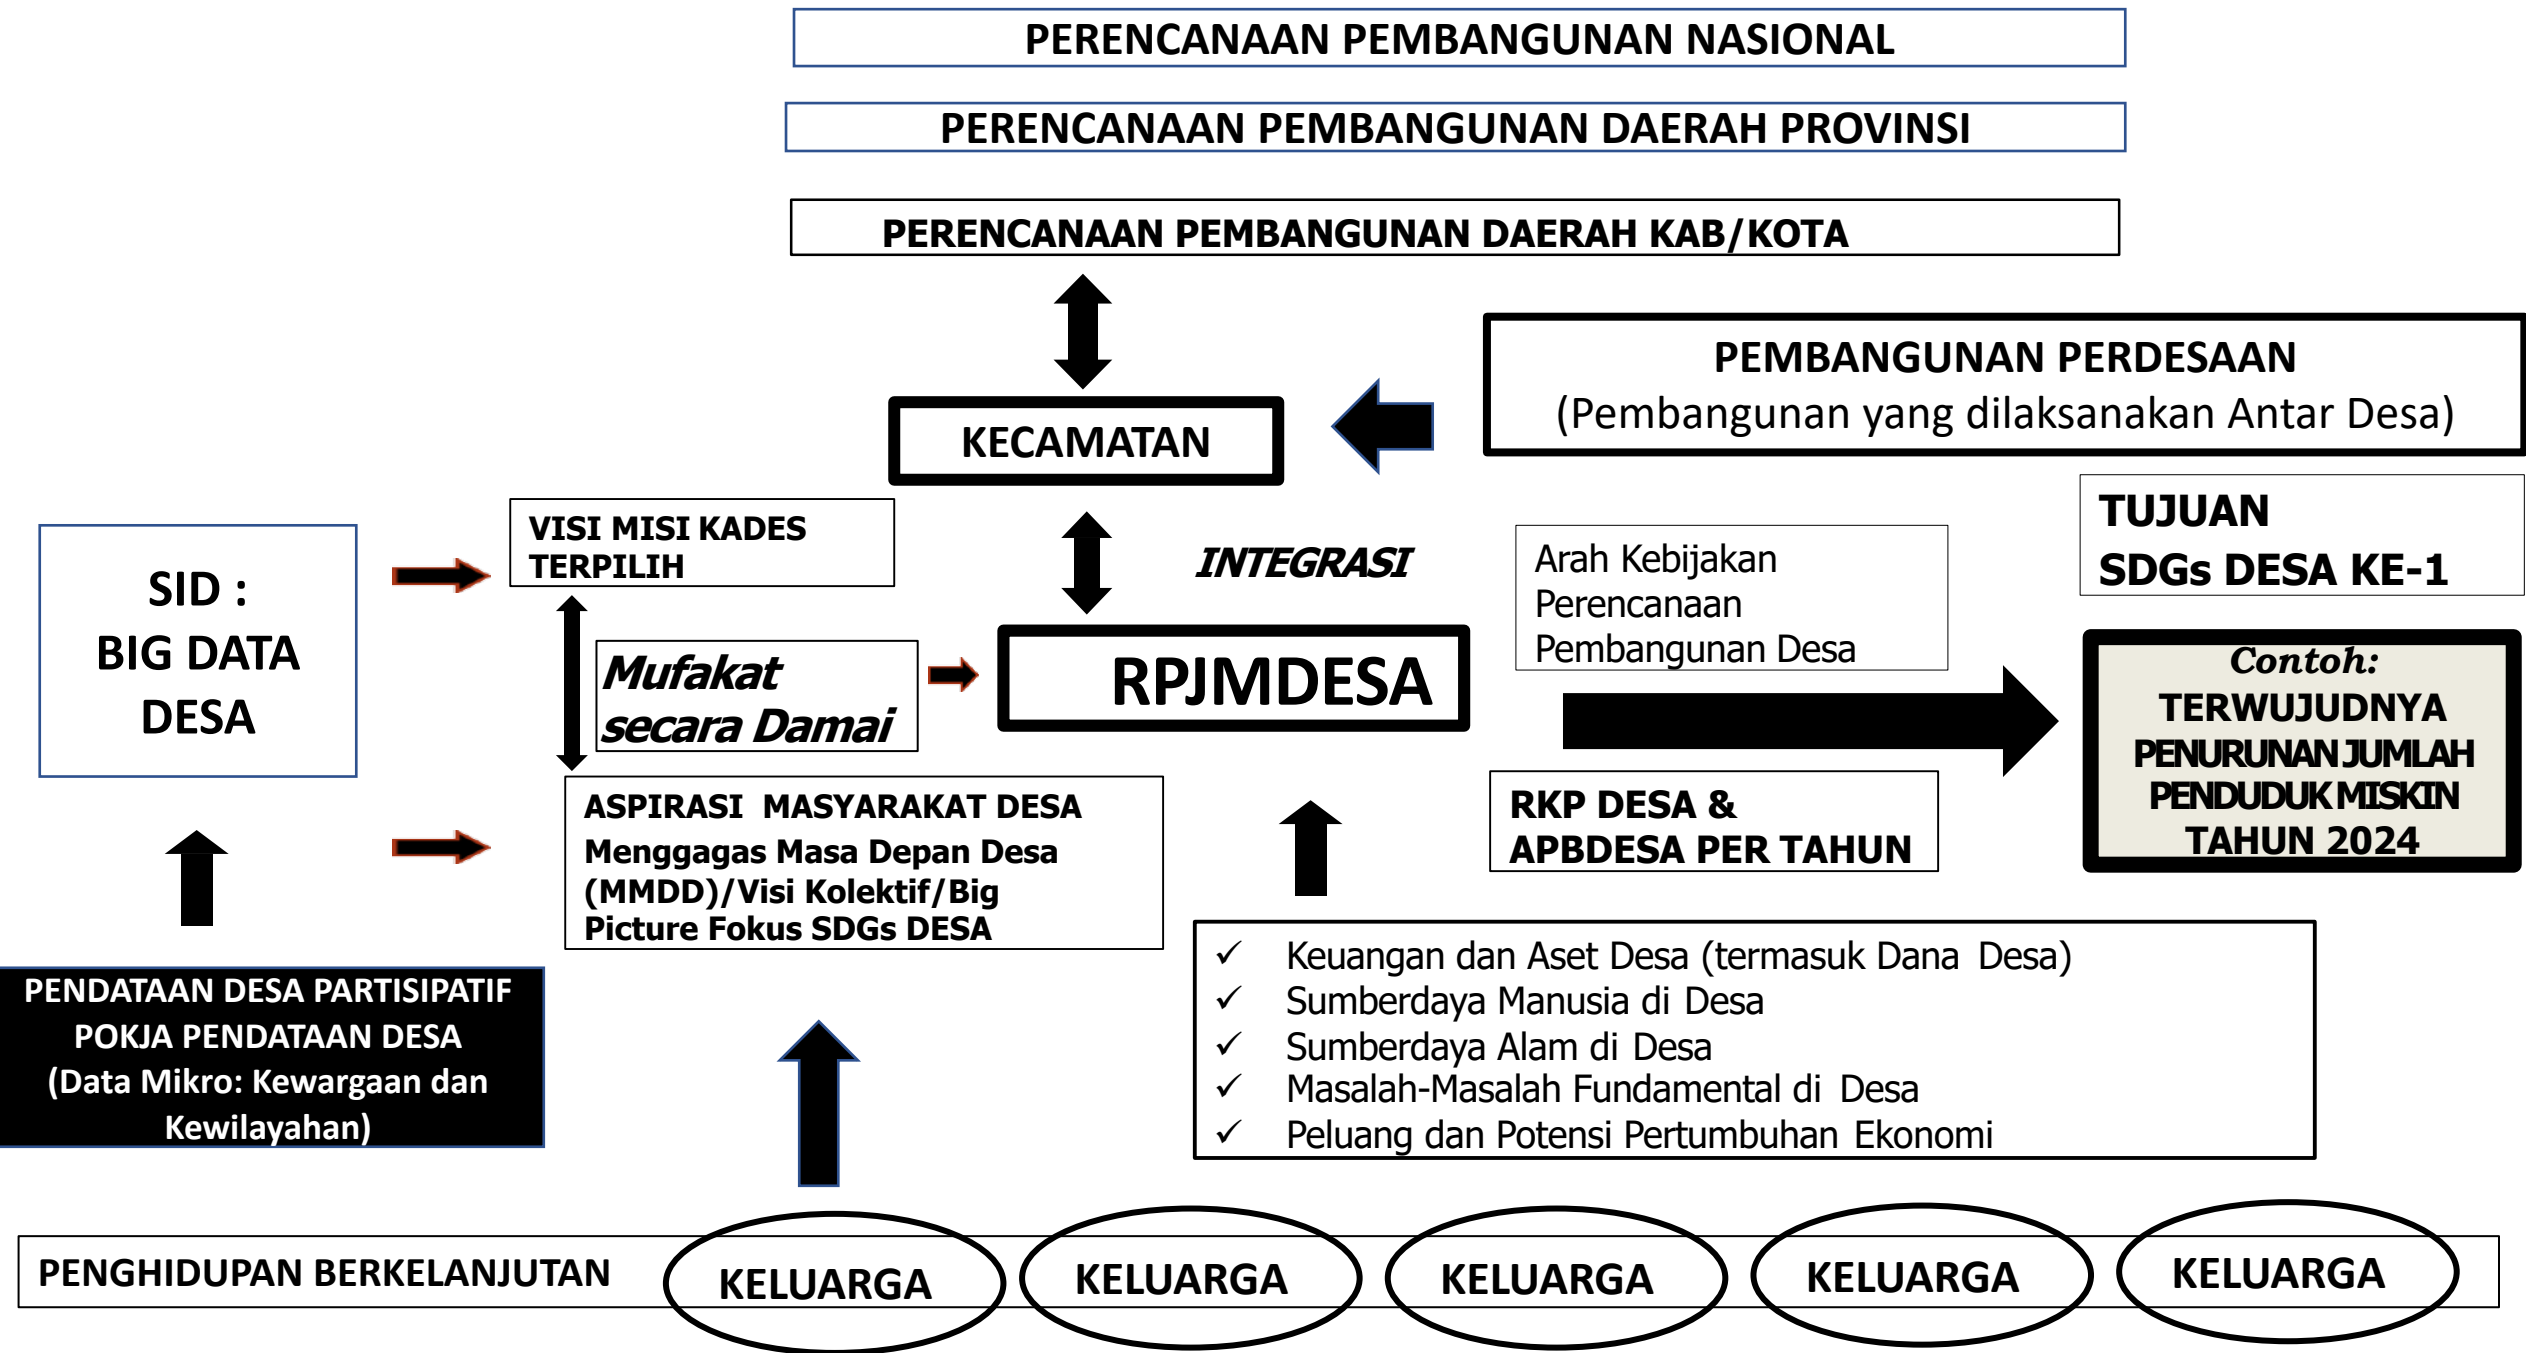 PERENCANAAN PEMBANGUNAN NASIONAL
PERENCANAAN PEMBANGUNAN DAERAH PROVINSI
PERENCANAAN PEMBANGUNAN DAERAH KAB/KOTA
PEMBANGUNAN PERDESAAN
(Pembangunan yang dilaksanakan Antar Desa)
KECAMATAN
SID :
BIG DATA
DESA
VISI MISI KADES
TERPILIH
INTEGRASI
Arah Kebijakan
Perencanaan
Pembangunan Desa
TUJUAN
SDGs DESA KE-1
Mufakat
secara Damai
RPJMDESA
Contoh:
TERWUJUDNYA
PENURUNAN JUMLAH
PENDUDUK MISKIN
TAHUN 2024
ASPIRASI MASYARAKAT DESA
Menggagas Masa Depan Desa
(MMDD)/Visi Kolektif/Big
Picture Fokus SDGs DESA
RKP DESA &
APBDESA PER TAHUN
PENDATAAN DESA PARTISIPATIF
POKJA PENDATAAN DESA
(Data Mikro: Kewargaan dan
Kewilayahan)
✓ Keuangan dan Aset Desa (termasuk Dana Desa)
✓ Sumberdaya Manusia di Desa
✓ Sumberdaya Alam di Desa
✓ Masalah-Masalah Fundamental di Desa
✓ Peluang dan Potensi Pertumbuhan Ekonomi
PENGHIDUPAN BERKELANJUTAN
KELUARGA
KELUARGA
KELUARGA
KELUARGA
KELUARGA